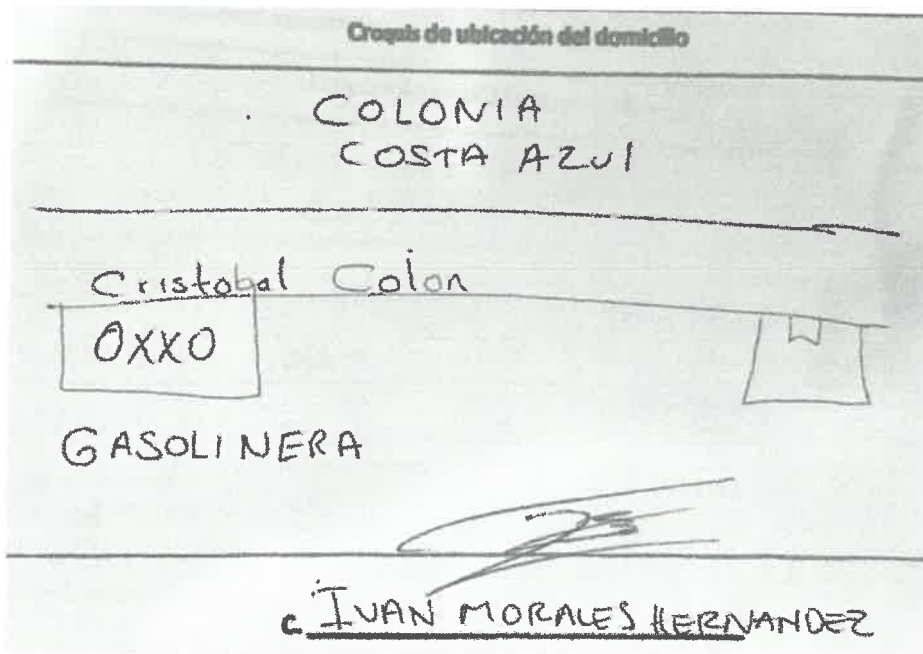 Croquis de ubicación del domicilio
COLONIA
COSTA AZUl
Cristobal Colon
OXXO
GASOLINERA
c. IVAN MORALES HERNANDEZ